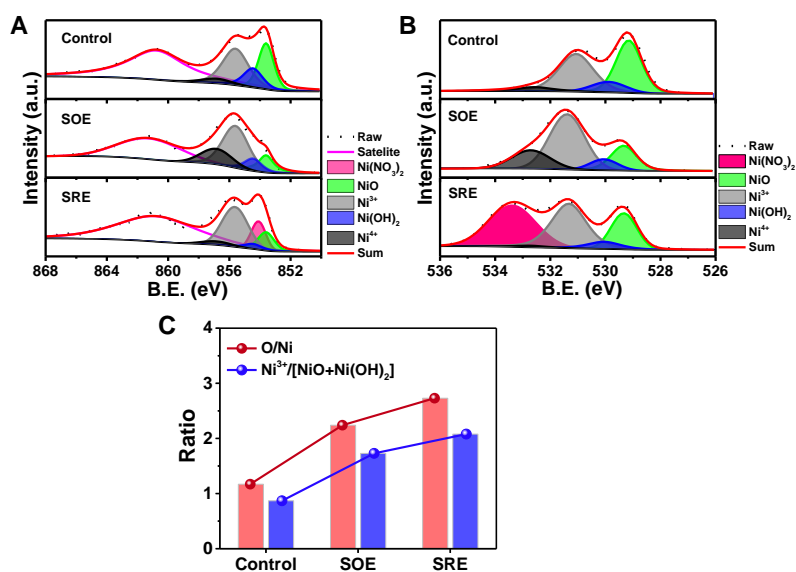 A
Control
SOE
SRE
Intensity (a.u.)
868 864 860 856 852
B.E. (eV)
Raw
Satelite
Ni(NO₃)₂
NiO
Ni³⁺
Ni(OH)₂
Ni⁴⁺
Sum
B
Control
SOE
SRE
Intensity (a.u.)
536 534 532 530 528 526
B.E. (eV)
Raw
Ni(NO₃)₂
NiO
Ni³⁺
Ni(OH)₂
Ni⁴⁺
Sum
C
O/Ni
Ni³⁺/[NiO+Ni(OH)₂]
Ratio
4
3
2
1
0
Control SOE SRE